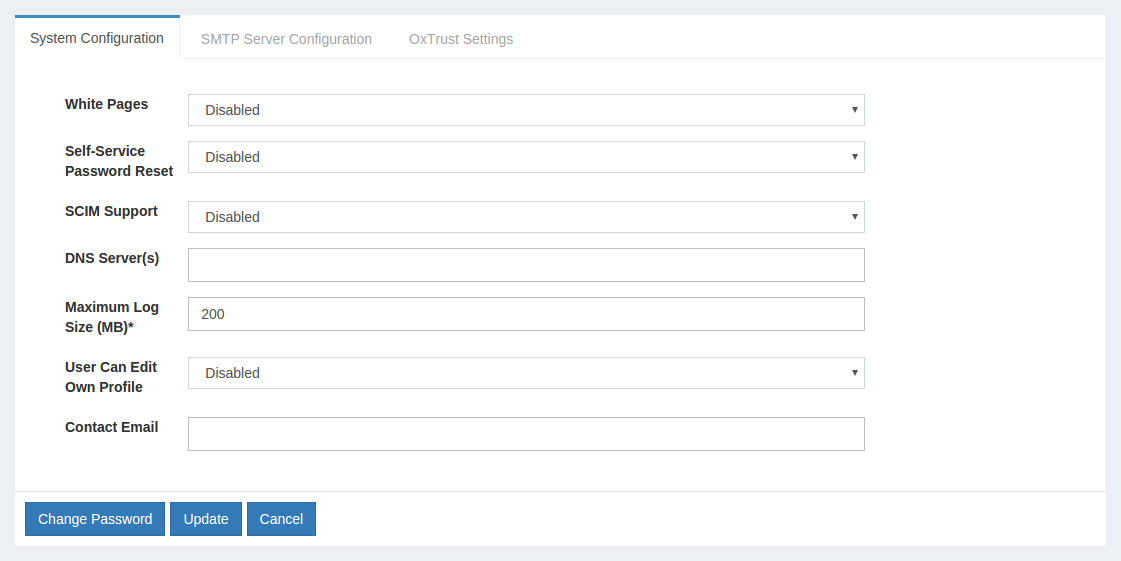 System Configuration SMTP Server Configuration OxTrust Settings
White Pages Disabled
Self-Service
Password Reset Disabled
SCIM Support Disabled
DNS Server(s)
Maximum Log
Size (MB)* 200
User Can Edit
Own Profile Disabled
Contact Email
Change Password Update Cancel